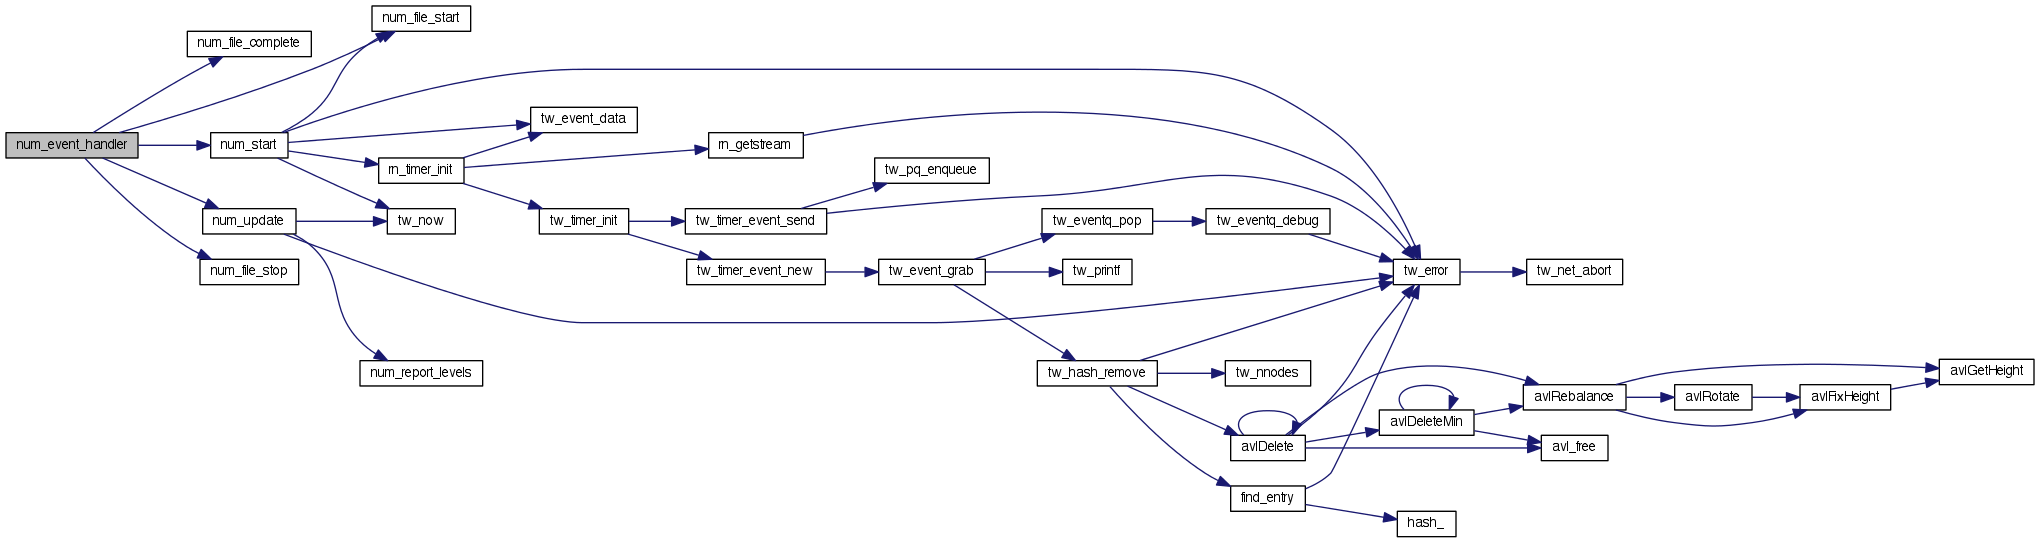 num_file_start
num_file_complete
num_event_handler
num_start
tw_event_data
rn_getstream
rn_timer_init
tw_pq_enqueue
num_update
tw_now
tw_timer_init
tw_timer_event_send
tw_eventq_pop
tw_eventq_debug
num_file_stop
tw_timer_event_new
tw_event_grab
tw_printf
tw_error
tw_net_abort
num_report_levels
tw_hash_remove
tw_nnodes
avlGetHeight
avlRebalance
avlRotate
avlFixHeight
avlDeleteMin
avlDelete
avl_free
find_entry
hash_